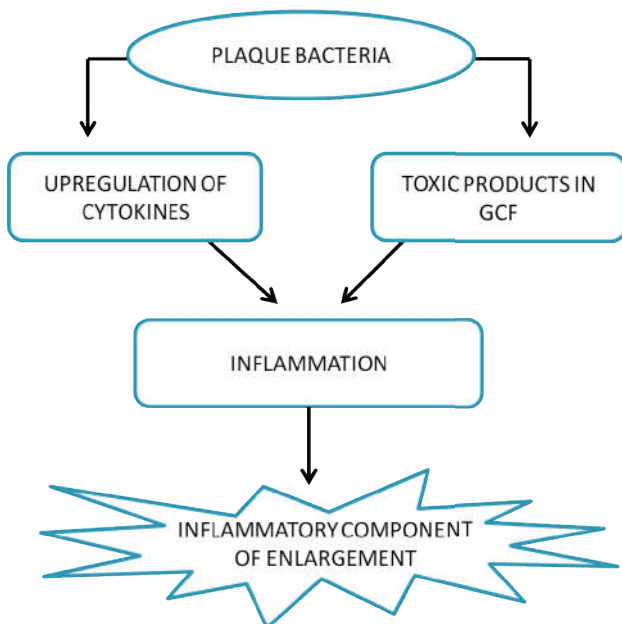 PLAQUE BACTERIA
UPREGULATION OF
CYTOKINES
TOXIC PRODUCTS IN
GCF
INFLAMMATION
INFLAMMATORY COMPONENT
OF ENLARGEMENT